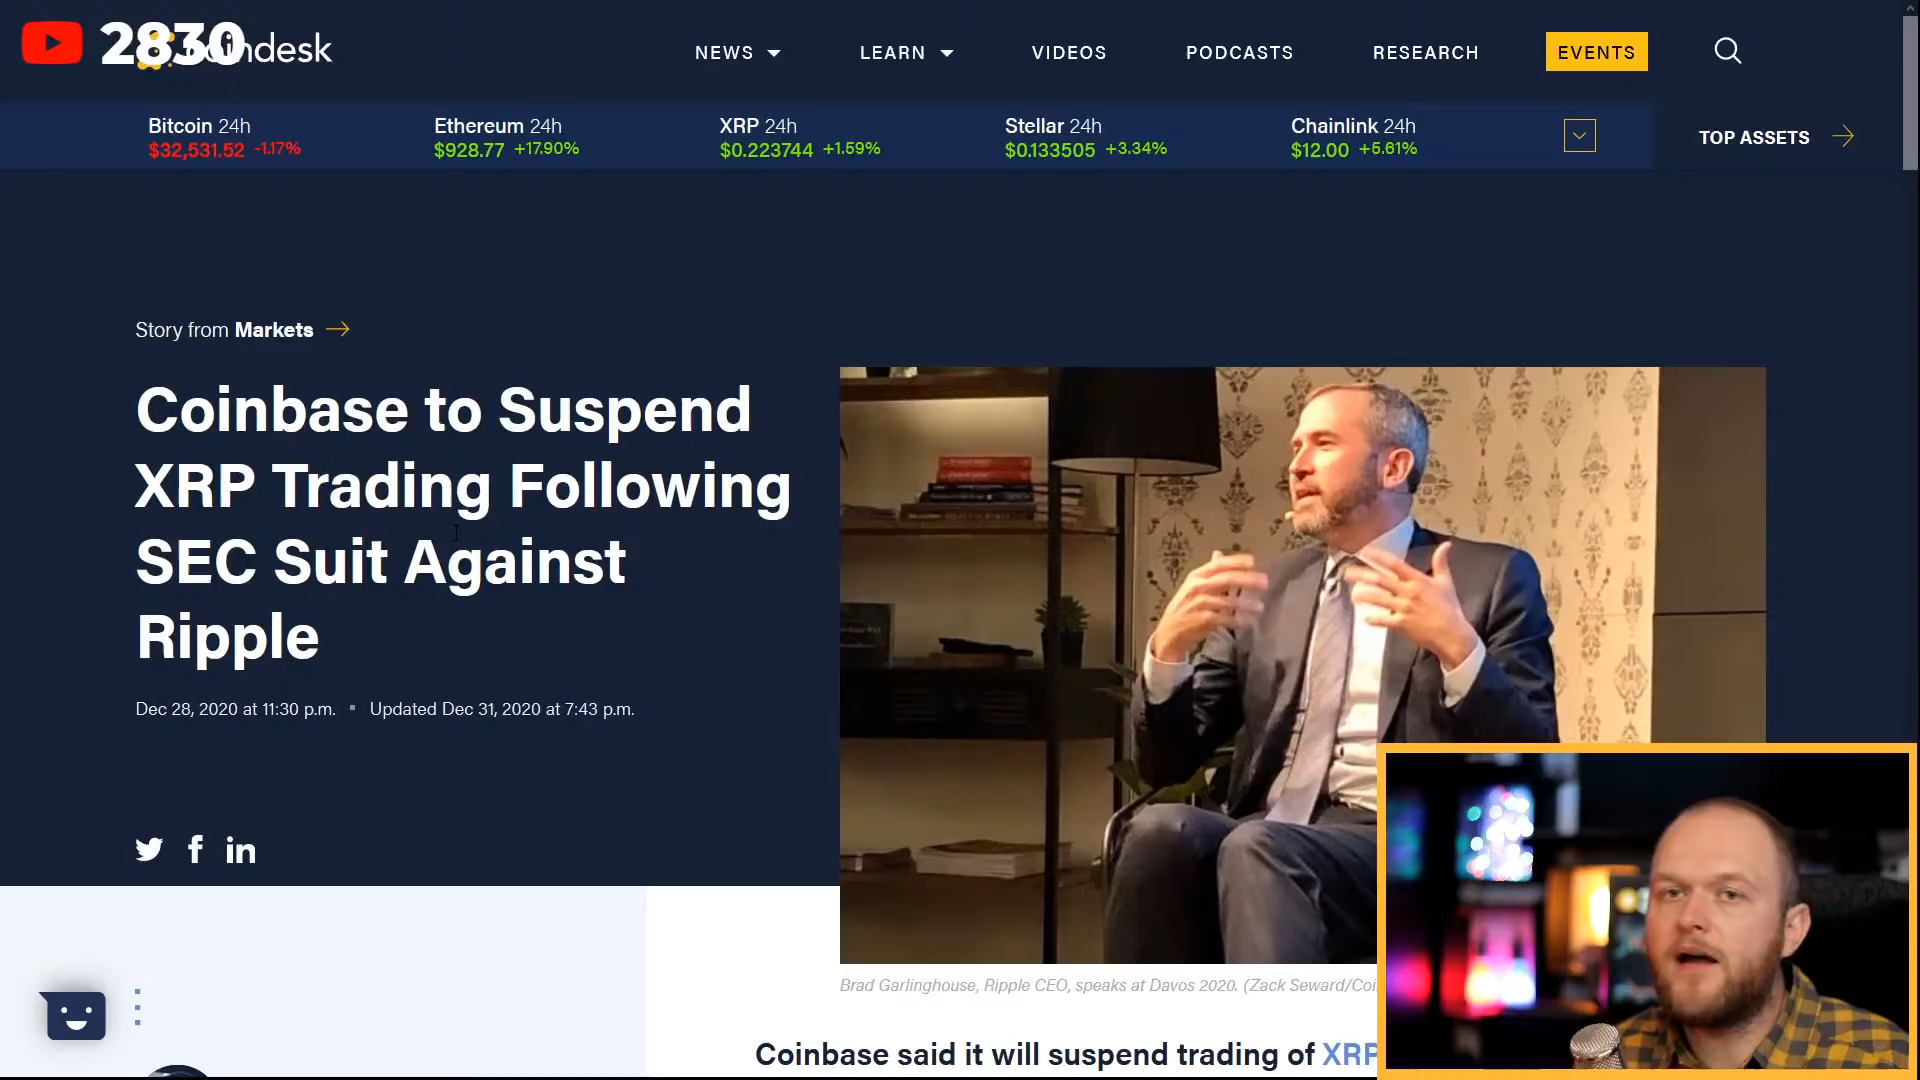 2830
coindesk
NEWS LEARN VIDEOS PODCASTS RESEARCH EVENTS
Bitcoin 24h
$32,531.52 -1.17%
Ethereum 24h
$928.77 +17.90%
XRP 24h
$0.223744 +1.59%
Stellar 24h
$0.133505 +3.34%
Chainlink 24h
$12.00 +5.61%
TOP ASSETS
Story from Markets
Coinbase to Suspend
XRP Trading Following
SEC Suit Against
Ripple
Dec 28, 2020 at 11:30 p.m. ▪ Updated Dec 31, 2020 at 7:43 p.m.
Brad Garlinghouse, Ripple CEO, speaks at Davos 2020. (Zack Seward/Coi
Coinbase said it will suspend trading of XRP